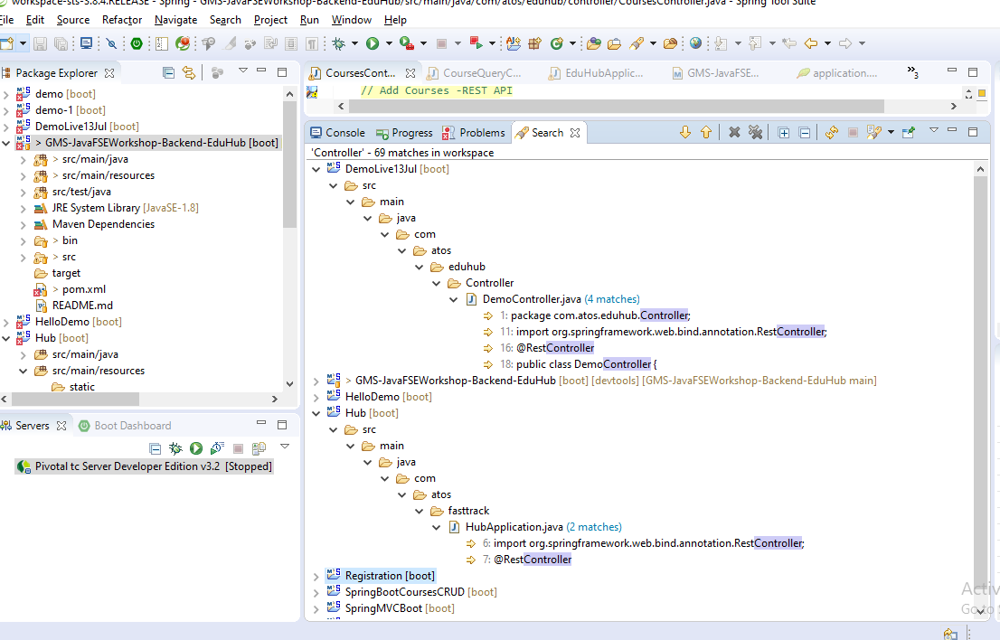 workspace-sts-3.8.4.RELEASE - Spring - GMS-JavaFSEWorkshop-Backend-EduHub/src/main/java/com/atos/eduhub/controller/CoursesController.java - Spring Tool Suite
File Edit Source Refactor Navigate Search Project Run Window Help
Package Explorer
demo [boot]
demo-1 [boot]
DemoLive13Jul [boot]
> GMS-JavaFSEWorkshop-Backend-EduHub [boot]
> src/main/java
> src/main/resources
src/test/java
JRE System Library [JavaSE-1.8]
Maven Dependencies
> bin
> src
target
> pom.xml
README.md
HelloDemo [boot]
Hub [boot]
src/main/java
src/main/resources
static
Servers Boot Dashboard
Pivotal tc Server Developer Edition v3.2 [Stopped]
CoursesCont... CourseQueryC... EduHubApplic... GMS-JavaFSE... application.... »3
// Add Courses -REST API
Console Progress Problems Search
'Controller' - 69 matches in workspace
DemoLive13Jul [boot]
src
main
java
com
atos
eduhub
Controller
DemoController.java (4 matches)
1: package com.atos.eduhub.Controller;
11: import org.springframework.web.bind.annotation.RestController;
16: @RestController
18: public class DemoController {
> GMS-JavaFSEWorkshop-Backend-EduHub [boot] [devtools] [GMS-JavaFSEWorkshop-Backend-EduHub main]
HelloDemo [boot]
Hub [boot]
src
main
java
com
atos
fasttrack
HubApplication.java (2 matches)
6: import org.springframework.web.bind.annotation.RestController;
7: @RestController
Registration [boot]
SpringBootCoursesCRUD [boot]
SpringMVCBoot [boot]
Activ
Go to